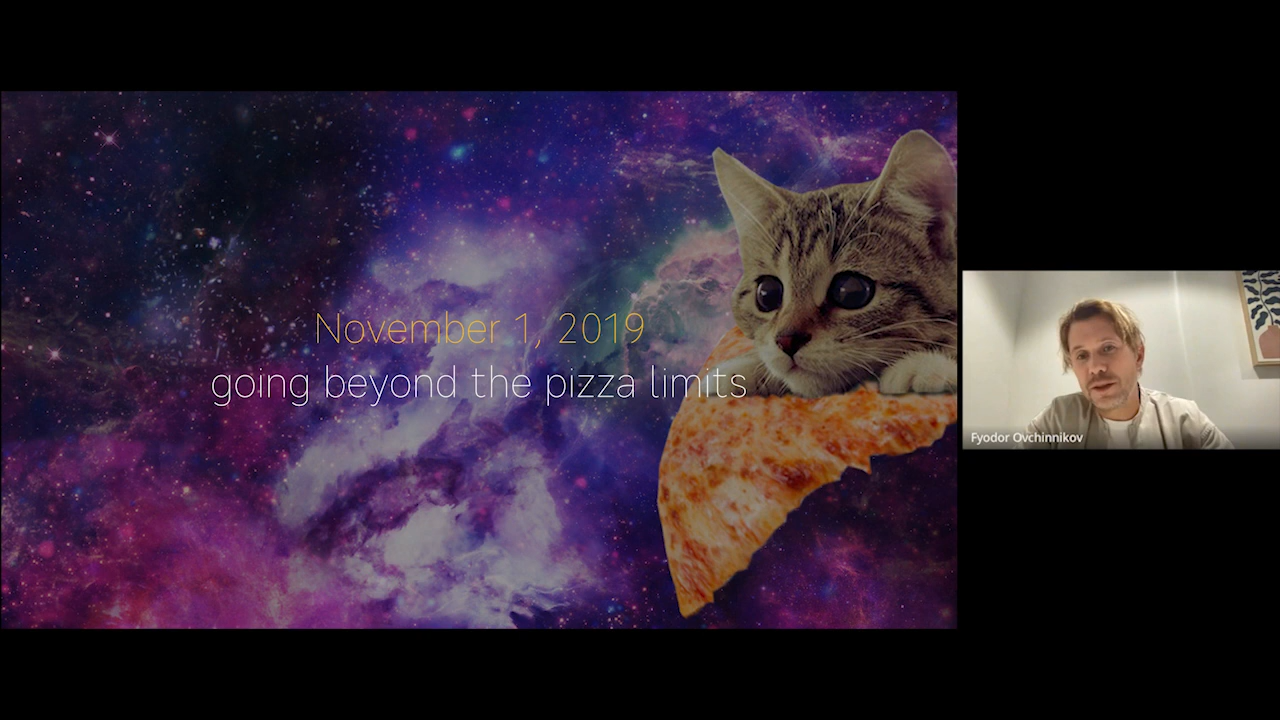 November 1, 2019
going beyond the pizza limits
Fyodor Ovchinnikov